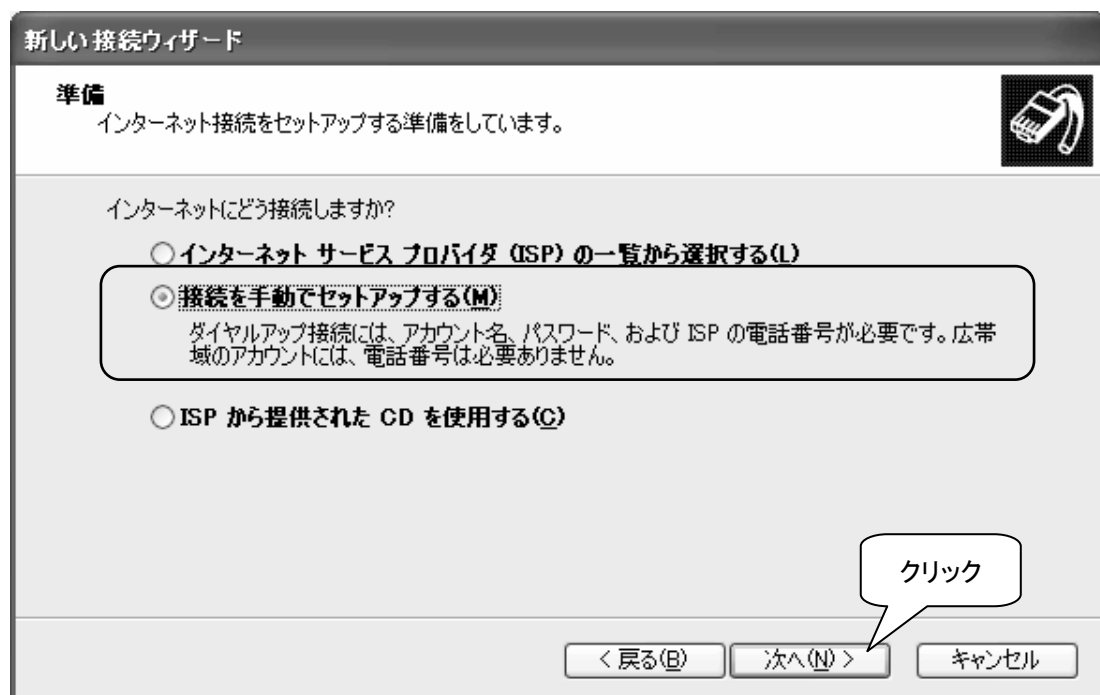 新しい接続ウィザード
準備
インターネット接続をセットアップする準備をしています。
インターネットにどう接続しますか?
インターネット サービス プロバイダ (ISP) の一覧から選択する(L)
接続を手動でセットアップする(M)
ダイヤルアップ接続には、アカウント名、パスワード、および ISP の電話番号が必要です。広帯
域のアカウントには、電話番号は必要ありません。
ISP から提供された CD を使用する(C)
クリック
< 戻る(B)
次へ(N) >
キャンセル